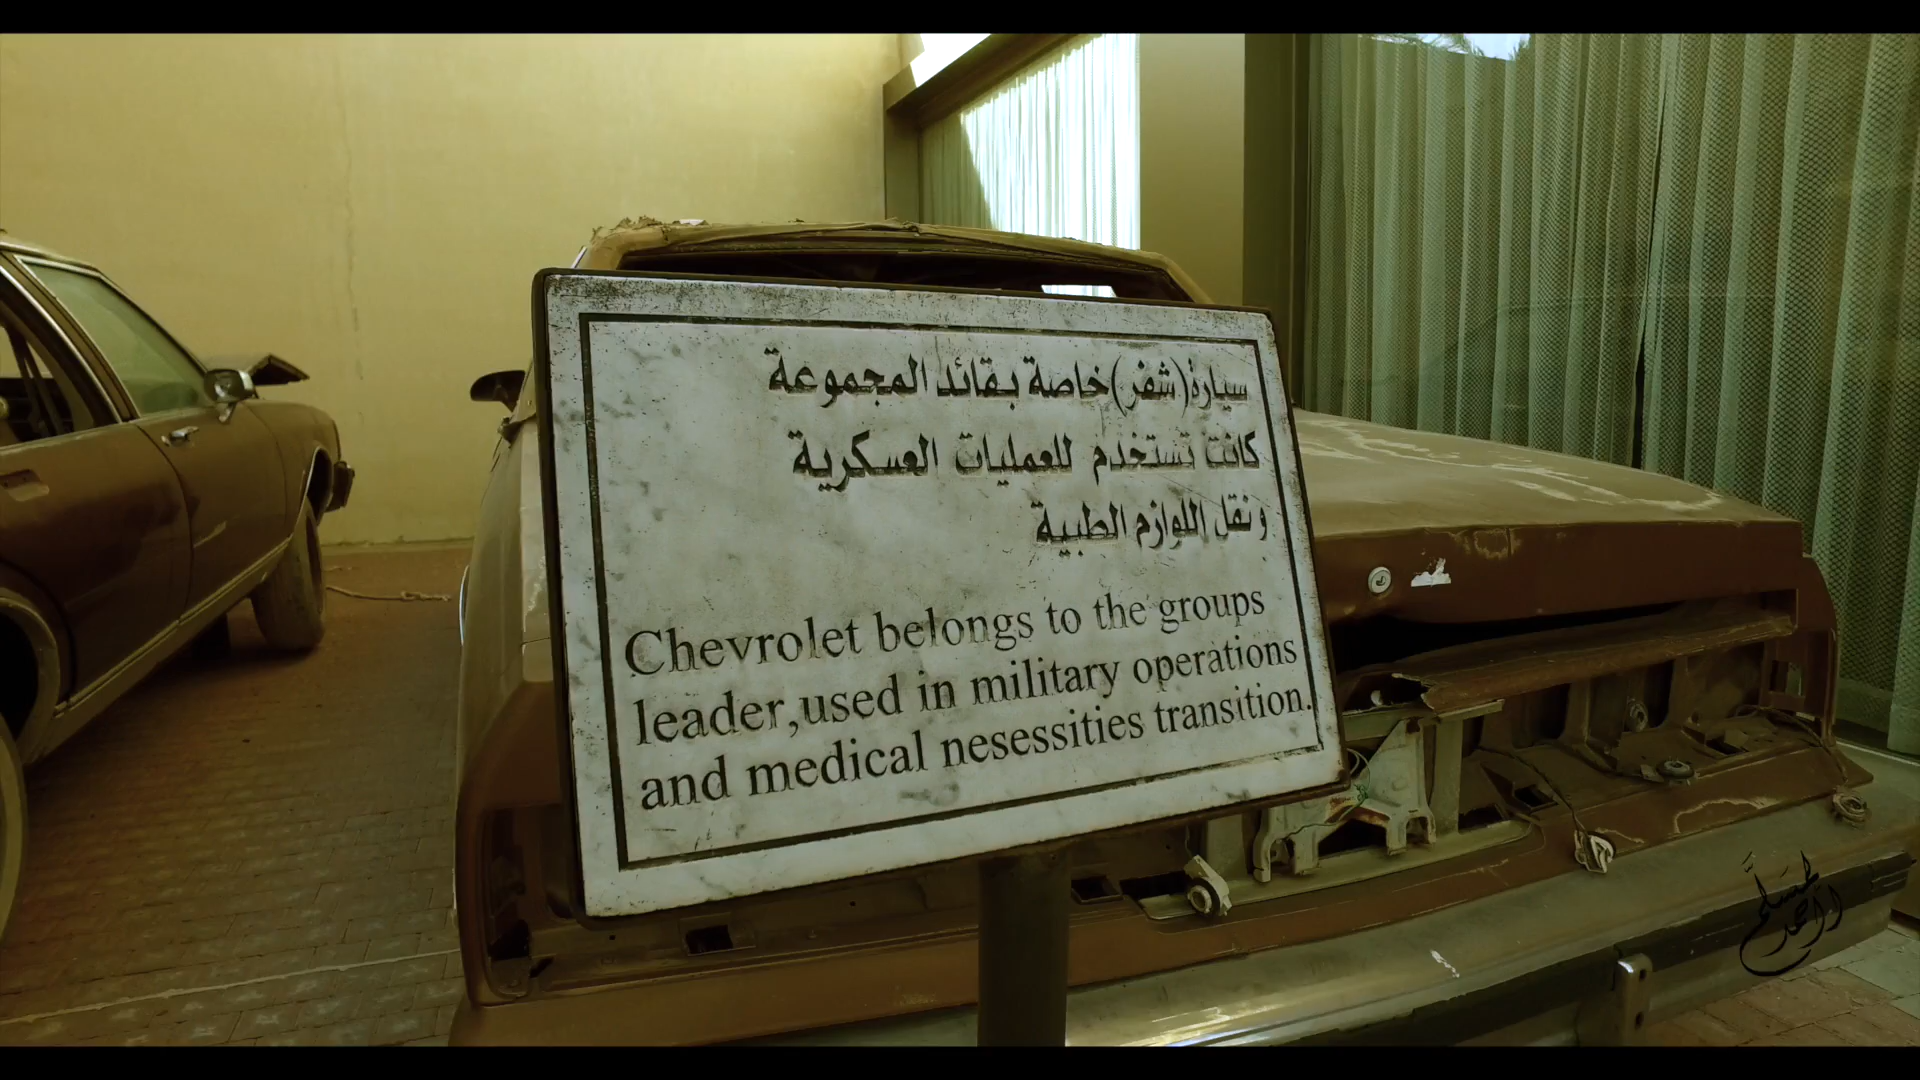 سيارة (شفر) خاصة بقائد المجموعة
كانت تستخدم للعمليات العسكرية
ونقل اللوازم الطبية
Chevrolet belongs to the groups
leader,used in military operations
and medical nesessities transition.